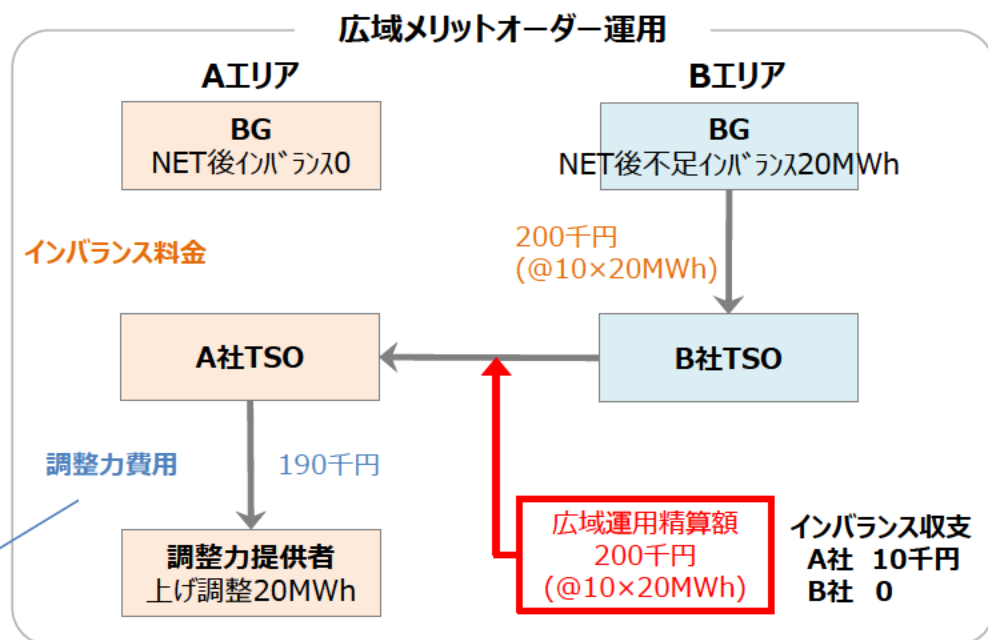 広域メリットオーダー運用
Aエリア
Bエリア
BG
NET後インバランス0
BG
NET後不足インバランス20MWh
インバランス料金
200千円
(@10×20MWh)
A社TSO
B社TSO
調整力費用
190千円
調整力提供者
上げ調整20MWh
広域運用精算額
200千円
(@10×20MWh)
インバランス収支
A社 10千円
B社 0